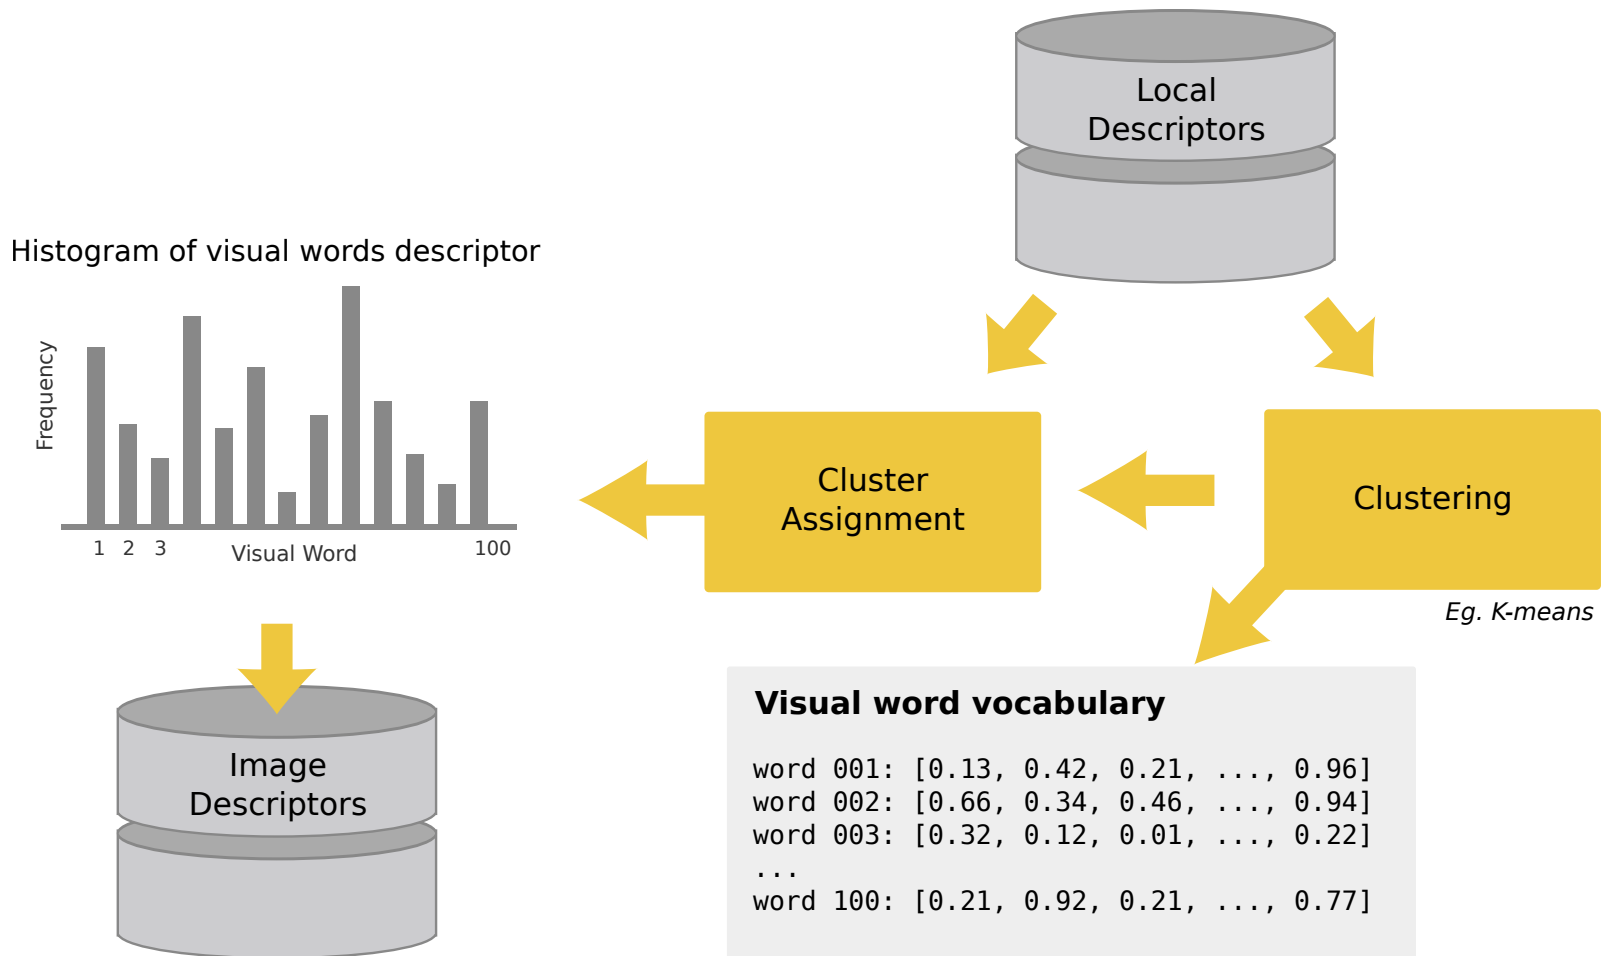 Local
Descriptors
Histogram of visual words descriptor
Frequency
1 2 3 100
Visual Word
Cluster
Assignment
Clustering
Eg. K-means
Image
Descriptors
Visual word vocabulary
word 001: [0.13, 0.42, 0.21, ..., 0.96]
word 002: [0.66, 0.34, 0.46, ..., 0.94]
word 003: [0.32, 0.12, 0.01, ..., 0.22]
...
word 100: [0.21, 0.92, 0.21, ..., 0.77]